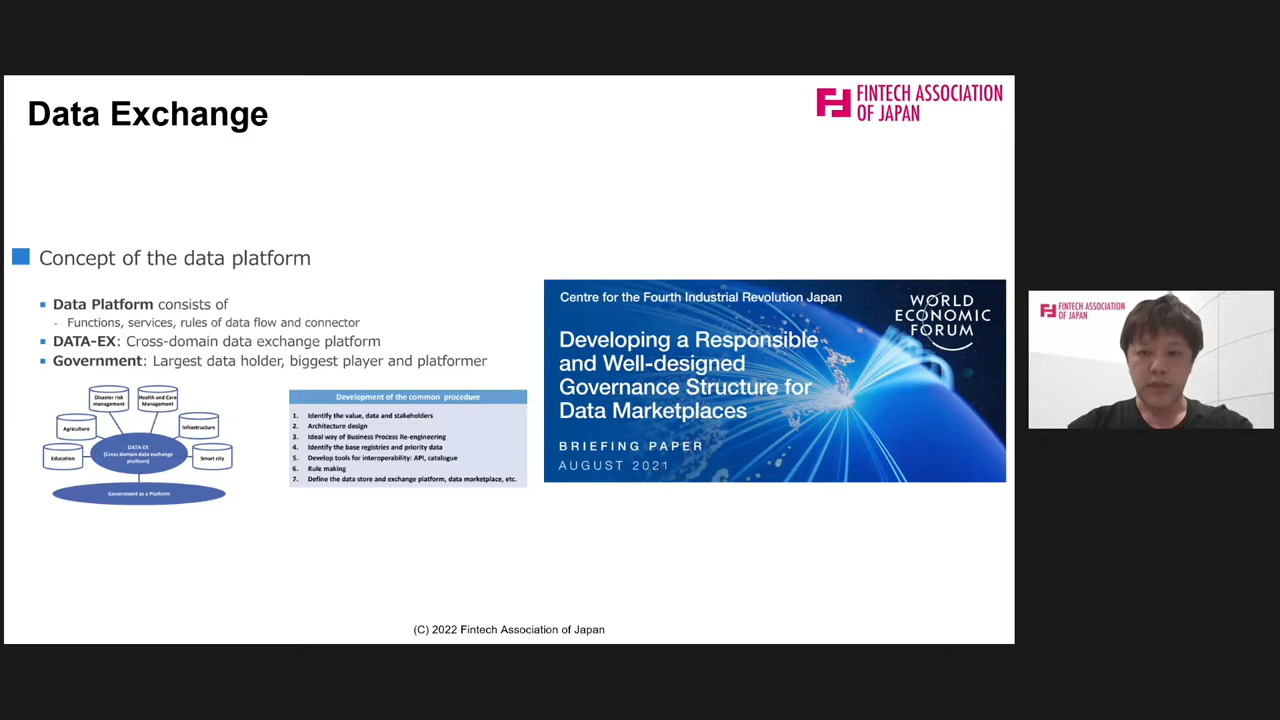 Data Exchange
FINTECH ASSOCIATION
OF JAPAN
Concept of the data platform
Data Platform consists of
- Functions, services, rules of data flow and connector
DATA-EX: Cross-domain data exchange platform
Government: Largest data holder, biggest player and platformer
Disaster risk
management
Health and Care
Management
Agriculture
Infrastructure
Education
DATA-EX
(Cross domain data exchange
platform)
Smart city
Government as a Platform
Development of the common procedure
1. Identify the value, data and stakeholders
2. Architecture design
3. Ideal way of Business Process Re-engineering
4. Identify the base registries and priority data
5. Develop tools for interoperability: API, catalogue
6. Rule making
7. Define the data store and exchange platform, data marketplace, etc.
Centre for the Fourth Industrial Revolution Japan
WORLD
ECONOMIC
FORUM
Developing a Responsible
and Well-designed
Governance Structure for
Data Marketplaces
BRIEFING PAPER
AUGUST 2021
(C) 2022 Fintech Association of Japan
FINTECH ASSOCIATION
OF JAPAN